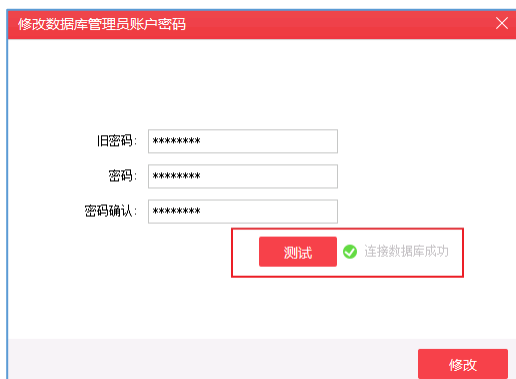 修改数据库管理员账户密码
旧密码: ********
密码: ********
密码确认: ********
测试 连接数据库成功
修改